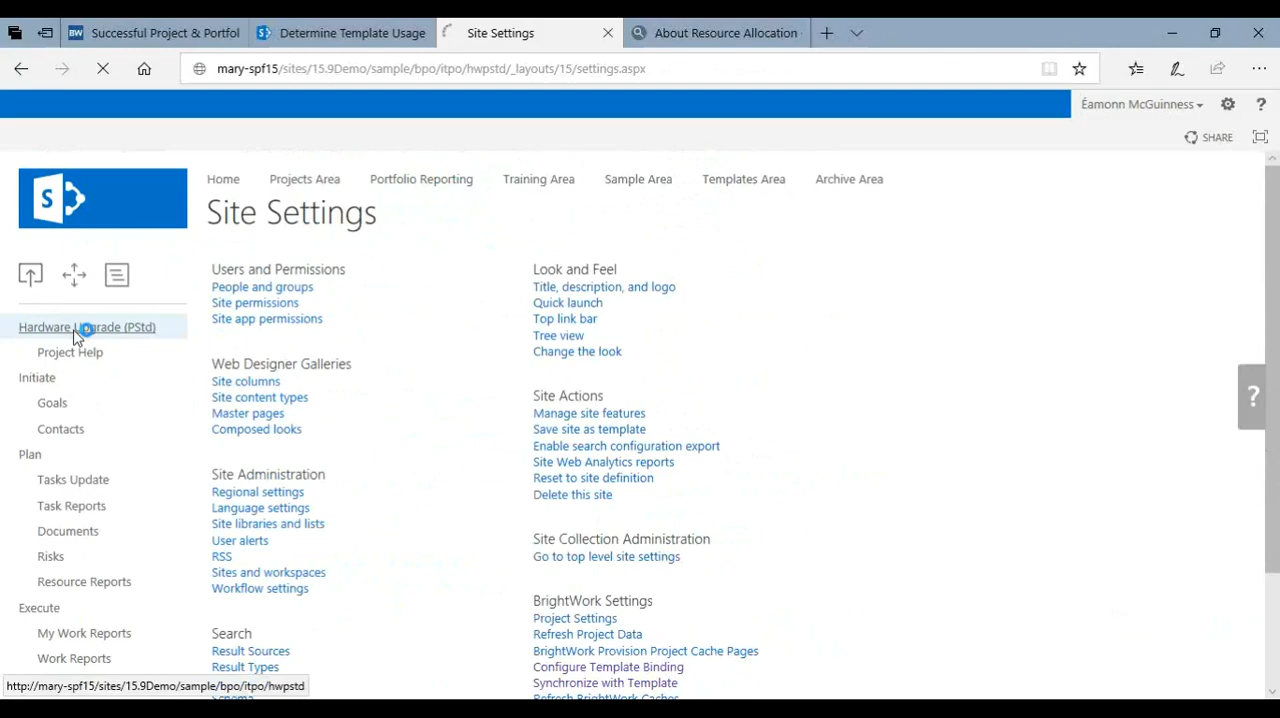 BW Successful Project & Portfol
Determine Template Usage
Site Settings
About Resource Allocation
mary-spf15/sites/15.9Demo/sample/bpo/itpo/hwpstd/_layouts/15/settings.aspx
Éamonn McGuinness
?
SHARE
S
Home Projects Area Portfolio Reporting Training Area Sample Area Templates Area Archive Area
Site Settings
Hardware Upgrade (PStd)
Project Help
Initiate
Goals
Contacts
Plan
Tasks Update
Task Reports
Documents
Risks
Resource Reports
Execute
My Work Reports
Work Reports
Users and Permissions
People and groups
Site permissions
Site app permissions
Web Designer Galleries
Site columns
Site content types
Master pages
Composed looks
Site Administration
Regional settings
Language settings
Site libraries and lists
User alerts
RSS
Sites and workspaces
Workflow settings
Search
Result Sources
Result Types
Schema
Look and Feel
Title, description, and logo
Quick launch
Top link bar
Tree view
Change the look
Site Actions
Manage site features
Save site as template
Enable search configuration export
Site Web Analytics reports
Reset to site definition
Delete this site
Site Collection Administration
Go to top level site settings
BrightWork Settings
Project Settings
Refresh Project Data
BrightWork Provision Project Cache Pages
Configure Template Binding
Synchronize with Template
Refresh BrightWork Caches
?
http://mary-spf15/sites/15.9Demo/sample/bpo/itpo/hwpstd